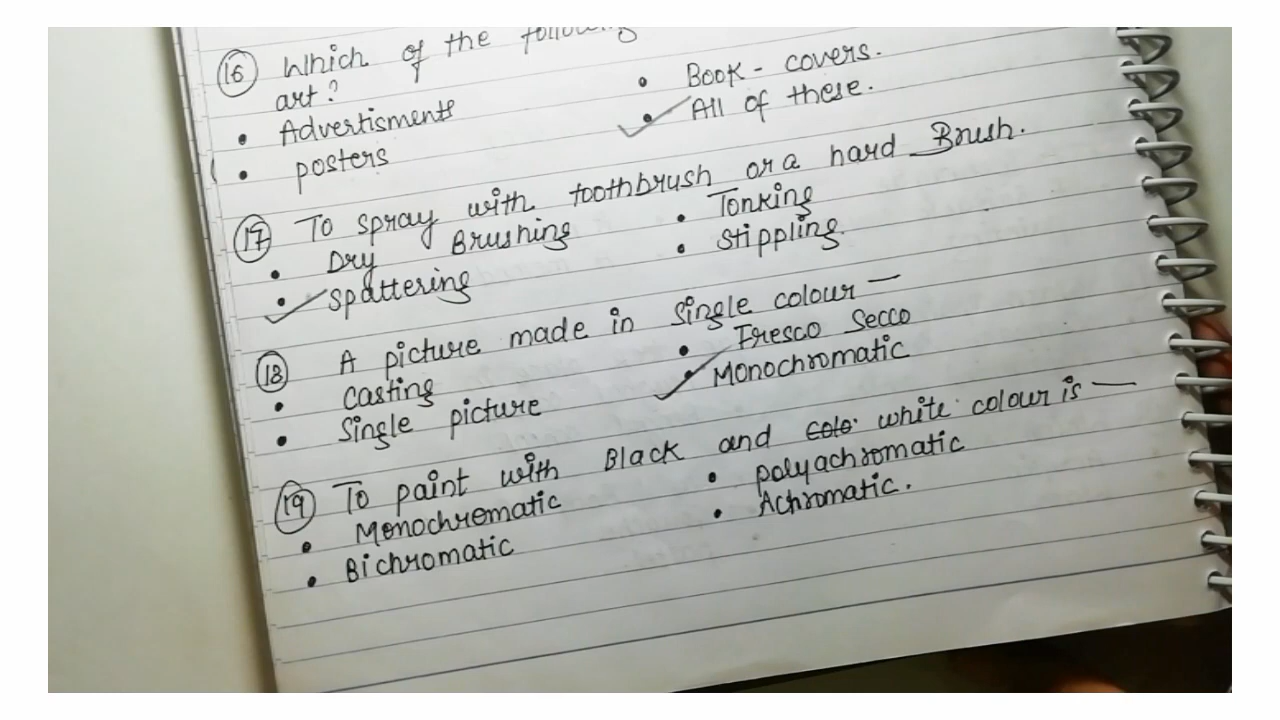 16 Which of the following
art?
• Advertisments • Book - covers.
• posters • All of these.
17 To spray with toothbrush or a hard Brush.
• Dry Brushing • Tonking
• spattering • stippling.
18 A picture made in single colour —
• casting • Fresco Secco
• single picture • Monochromatic
19 To paint with Black and colo. white colour is —
• Monochromatic • polyachromatic
• Bichromatic • Achromatic.